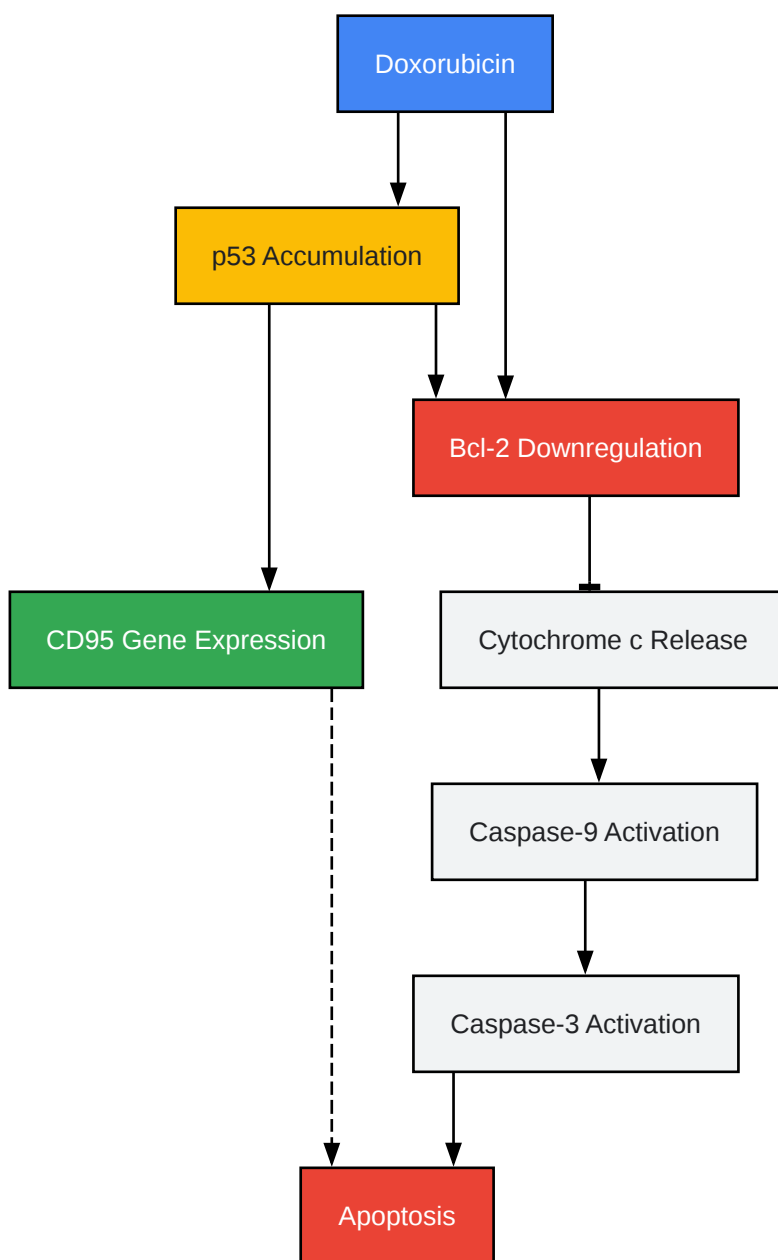 Doxorubicin
p53 Accumulation
Bcl-2 Downregulation
CD95 Gene Expression
Cytochrome c Release
Caspase-9 Activation
Caspase-3 Activation
Apoptosis